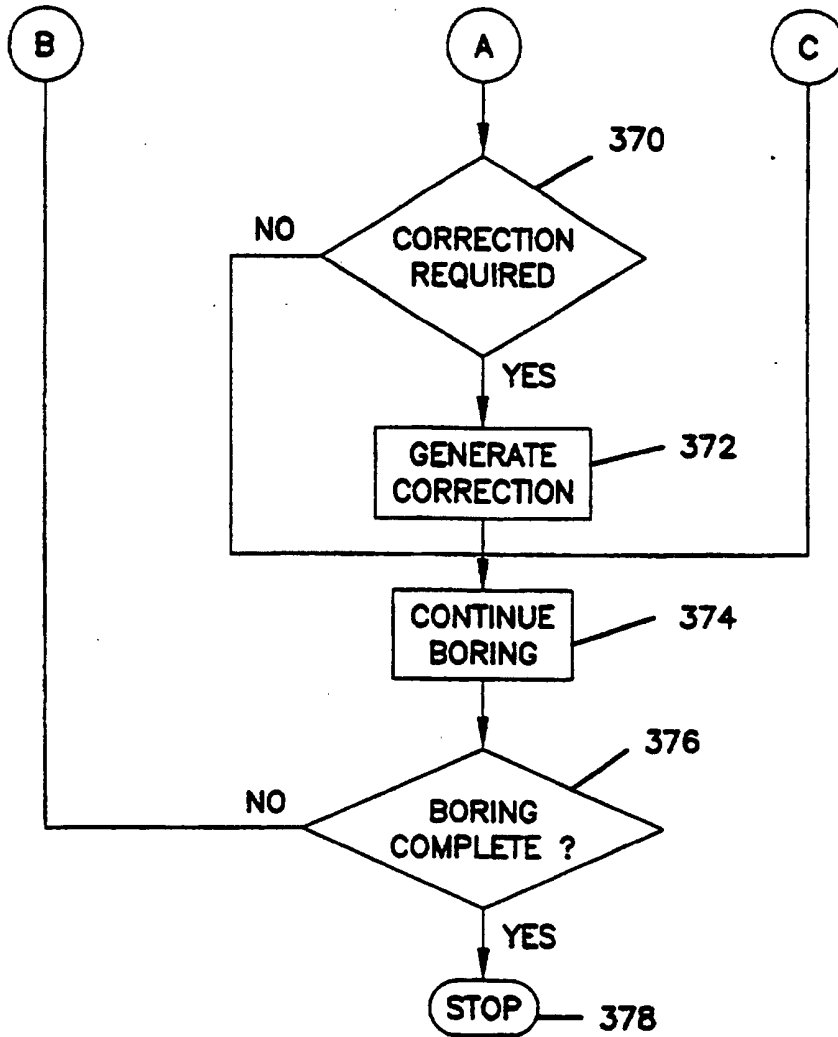 B
A
C
370
NO
CORRECTION
REQUIRED
YES
GENERATE
CORRECTION
372
CONTINUE
BORING
374
376
NO
BORING
COMPLETE ?
YES
STOP
378